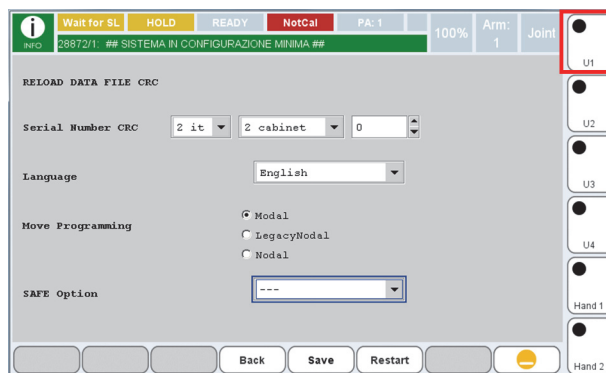 Wait for SL HOLD READY NotCal PA: 1
100% Arm: 1 Joint
INFO
28872/1: ## SISTEMA IN CONFIGURAZIONE MINIMA ##
RELOAD DATA FILE CRC
Serial Number CRC 2 it 2 cabinet 0
Language English
Move Programming Modal
LegacyNodal
Nodal
SAFE Option ---
Back Save Restart
U1
U2
U3
U4
Hand 1
Hand 2